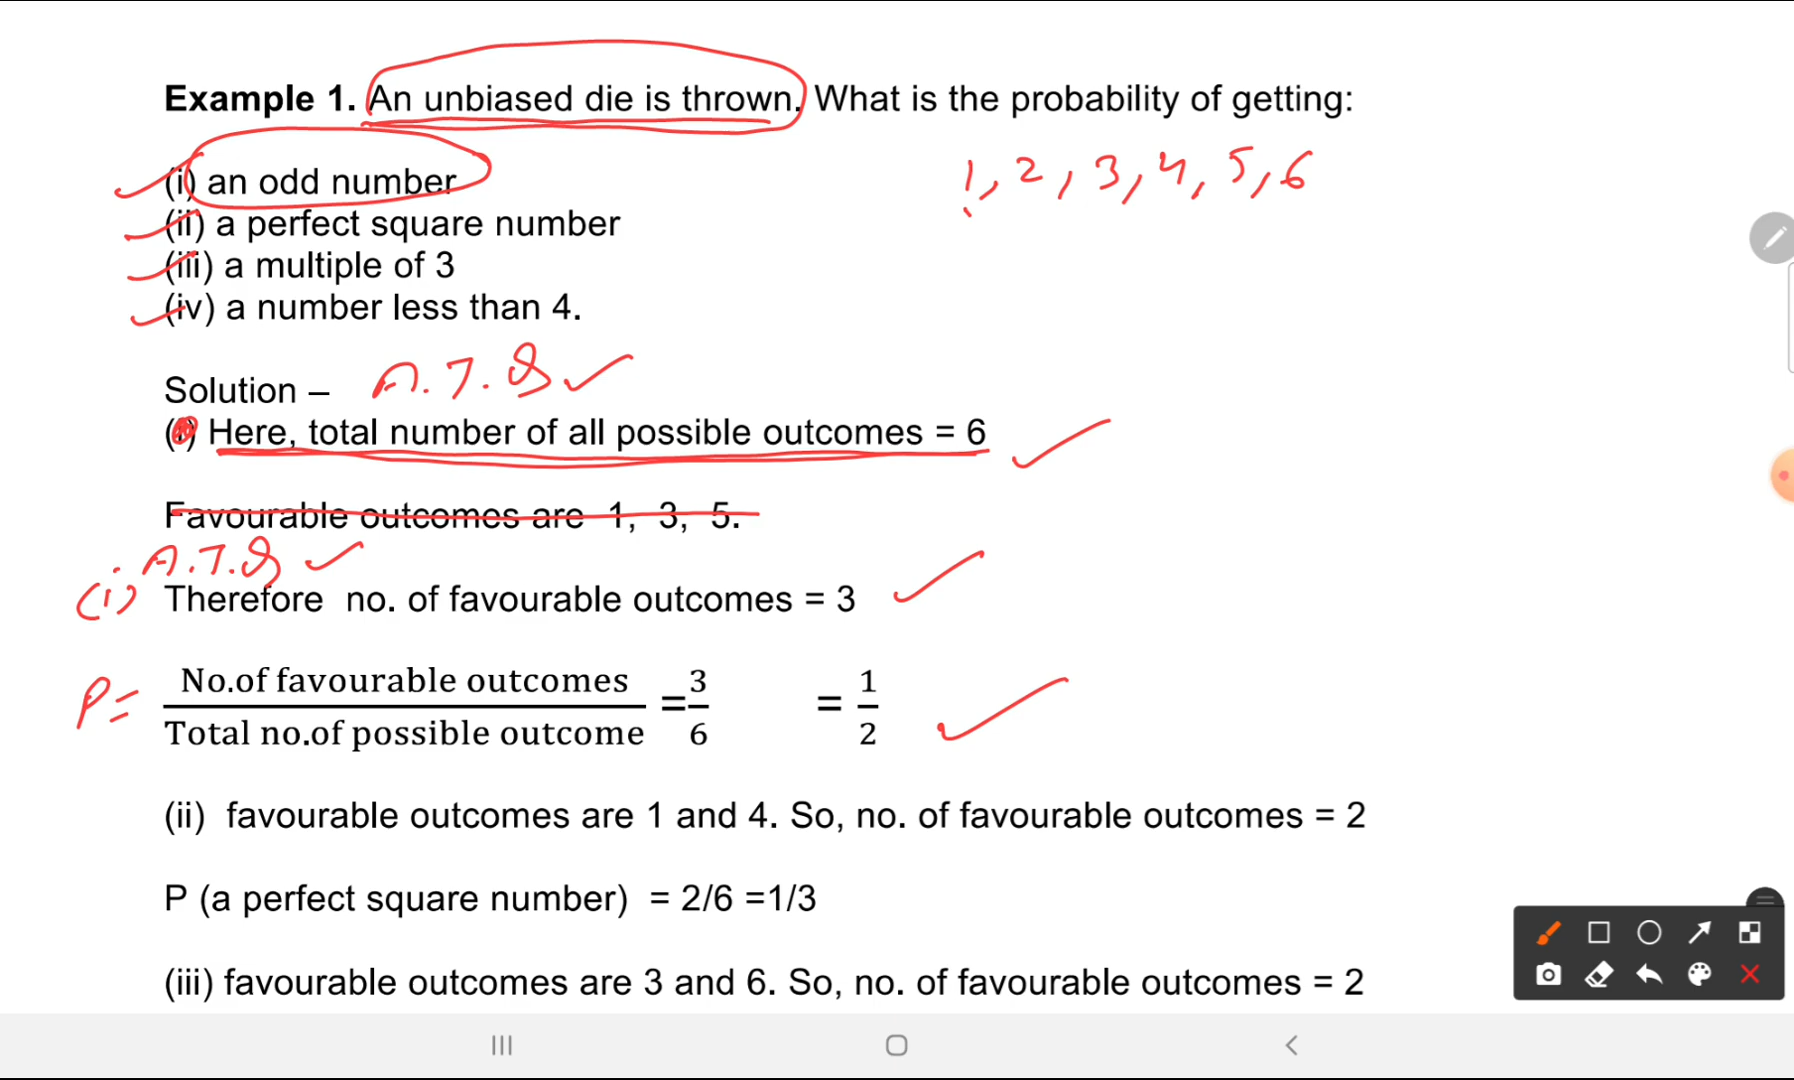 Example 1. An unbiased die is thrown. What is the probability of getting:
(i) an odd number
1, 2, 3, 4, 5, 6
(ii) a perfect square number
(iii) a multiple of 3
(iv) a number less than 4.
Solution – A.T.Q
Here, total number of all possible outcomes = 6
Favourable outcomes are 1, 3, 5.
A.T.Q
(i) Therefore no. of favourable outcomes = 3
P = No.of favourable outcomes / Total no.of possible outcome = 3/6 = 1/2
(ii) favourable outcomes are 1 and 4. So, no. of favourable outcomes = 2
P (a perfect square number) = 2/6 =1/3
(iii) favourable outcomes are 3 and 6. So, no. of favourable outcomes = 2